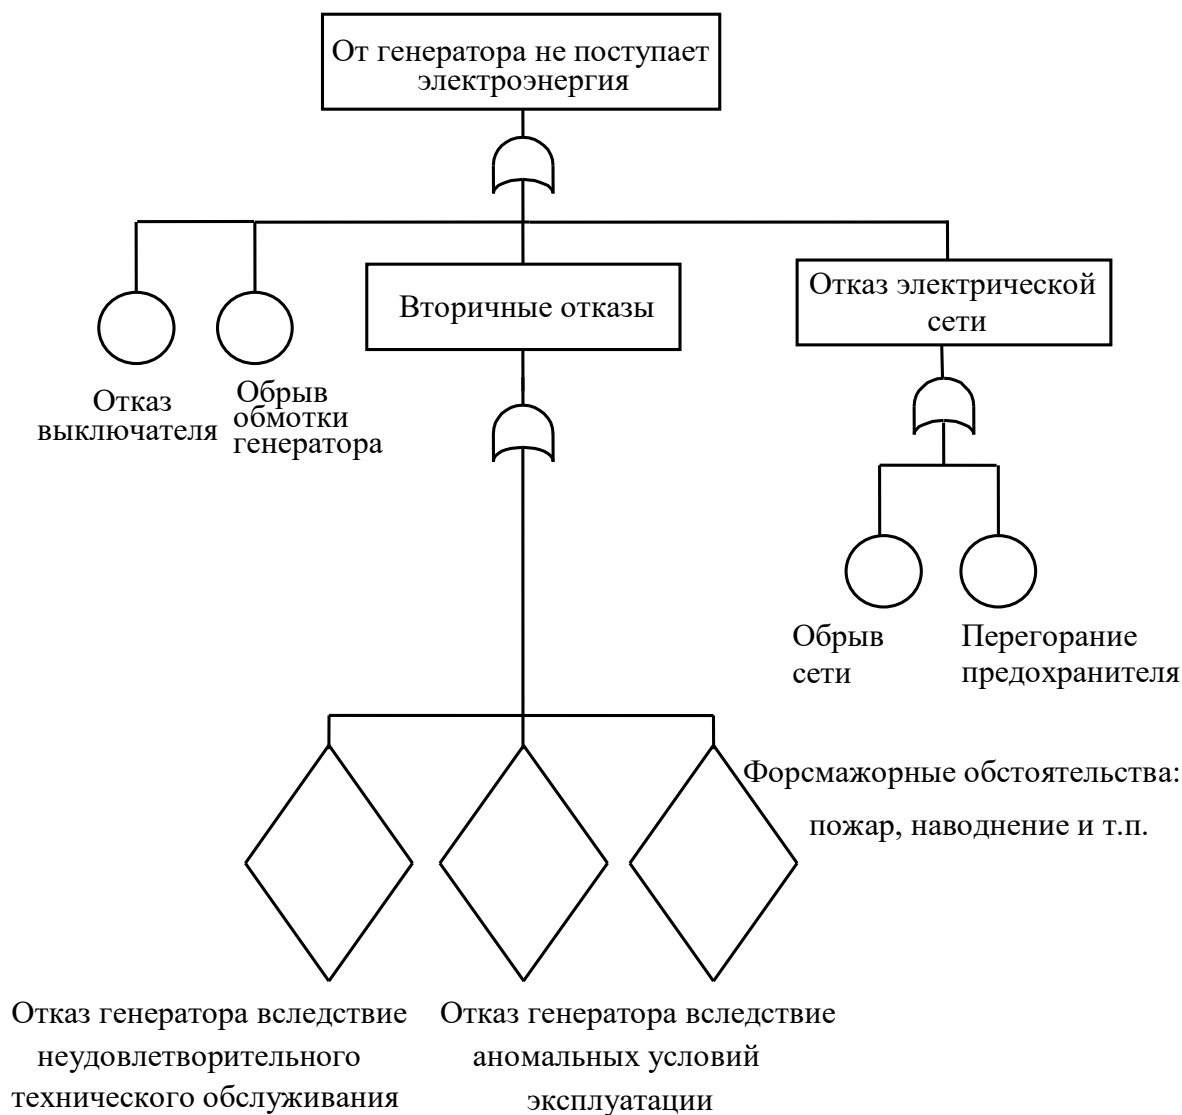 От генератора не поступает
электроэнергия
Вторичные отказы
Отказ электрической
сети
Отказ
выключателя
Обрыв
обмотки
генератора
Обрыв
сети
Перегорание
предохранителя
Форсмажорные обстоятельства:
пожар, наводнение и т.п.
Отказ генератора вследствие
неудовлетворительного
технического обслуживания
Отказ генератора вследствие
аномальных условий
эксплуатации